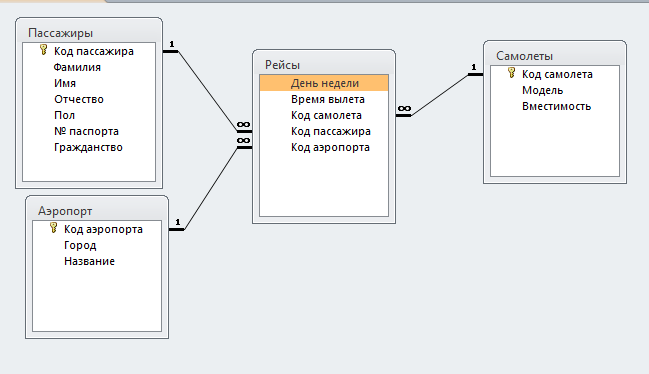 Пассажиры
1
Код пассажира
Фамилия
Имя
Отчество
Пол
№ паспорта
Гражданство
Рейсы
День недели
Время вылета
Код самолета
Код пассажира
Код аэропорта
∞
∞
∞
Самолеты
1
Код самолета
Модель
Вместимость
Аэропорт
1
Код аэропорта
Город
Название